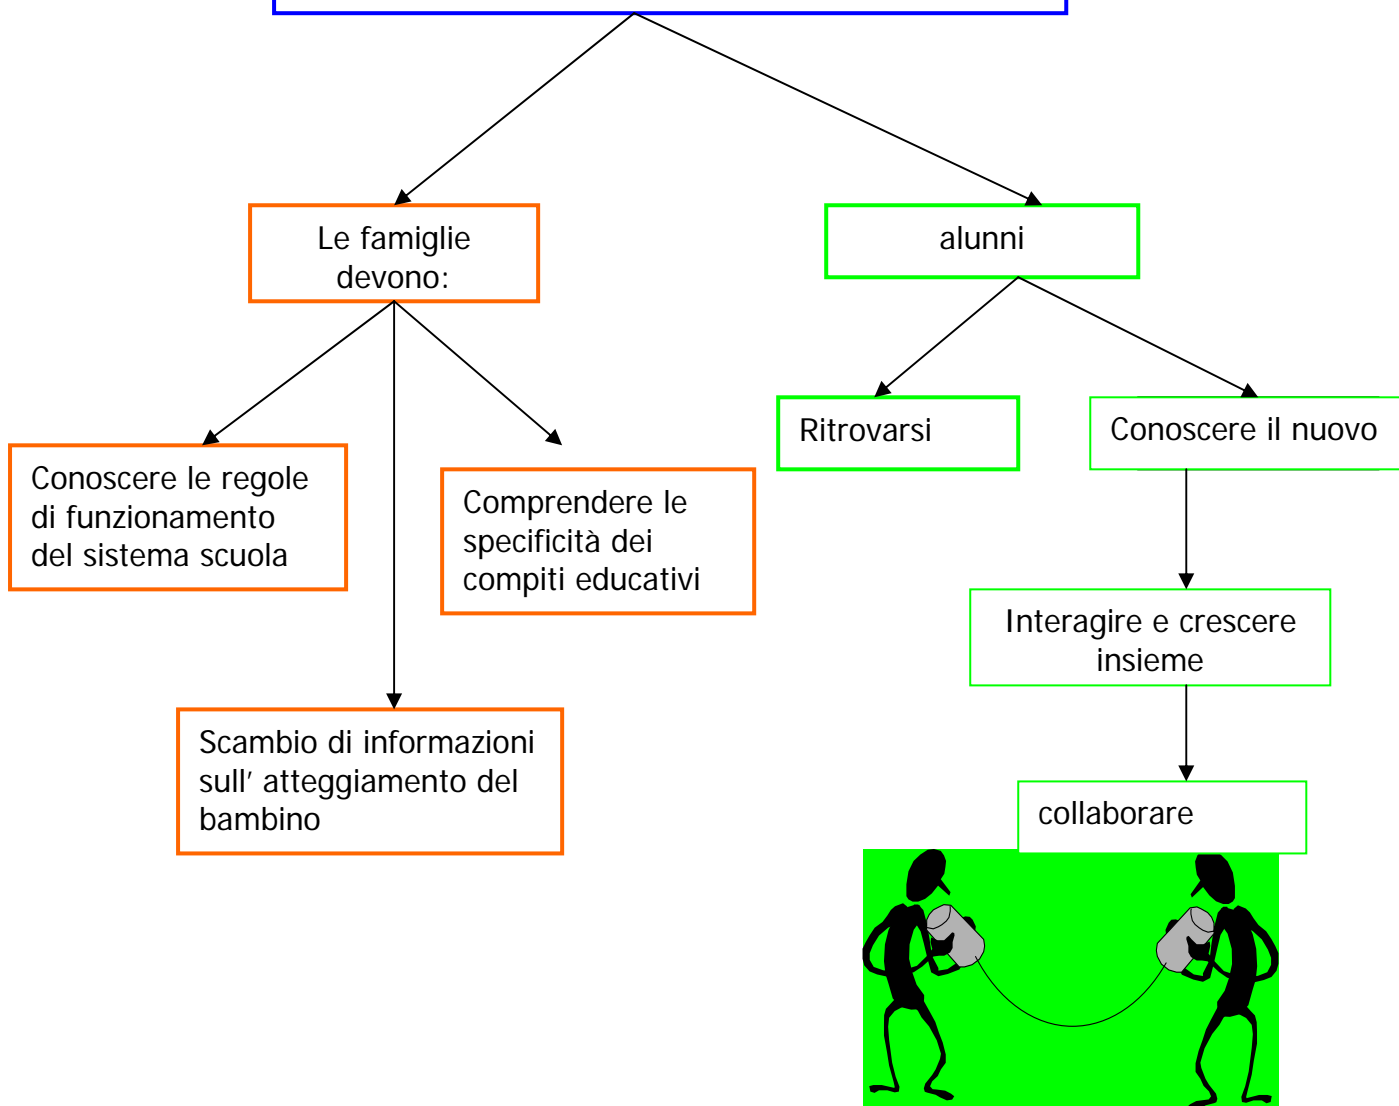 Le famiglie
devono:
alunni
Ritrovarsi
Conoscere il nuovo
Conoscere le regole
di funzionamento
del sistema scuola
Comprendere le
specificità dei
compiti educativi
Interagire e crescere
insieme
Scambio di informazioni
sull’ atteggiamento del
bambino
collaborare